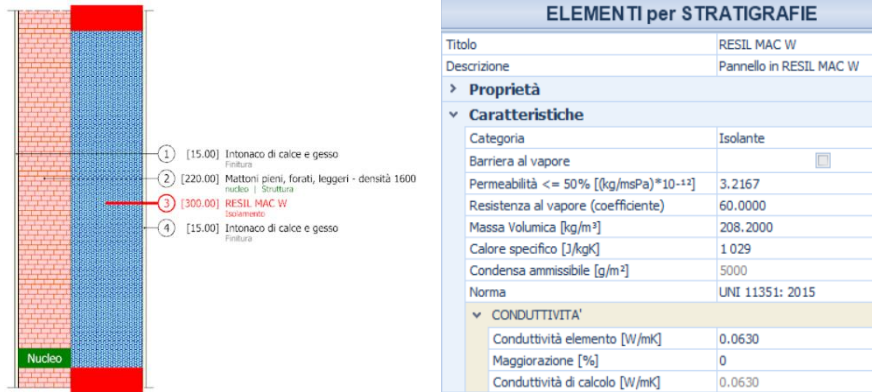 1 [15.00] Intonaco di calce e gesso
Finitura
2 [220.00] Mattoni pieni, forati, leggeri - densità 1600
nucleo | Struttura
3 [300.00] RESIL MAC W
Isolamento
4 [15.00] Intonaco di calce e gesso
Finitura
Nucleo
ELEMENTI per STRATIGRAFIE
Titolo RESIL MAC W
Descrizione Pannello in RESIL MAC W
Proprietà
Caratteristiche
Categoria Isolante
Barriera al vapore
Permeabilità <= 50% [(kg/msPa)*10-¹²] 3.2167
Resistenza al vapore (coefficiente) 60.0000
Massa Volumica [kg/m³] 208.2000
Calore specifico [J/kgK] 1 029
Condensa ammissibile [g/m²] 5000
Norma UNI 11351: 2015
CONDUTTIVITA'
Conduttività elemento [W/mK] 0.0630
Maggiorazione [%] 0
Conduttività di calcolo [W/mK] 0.0630